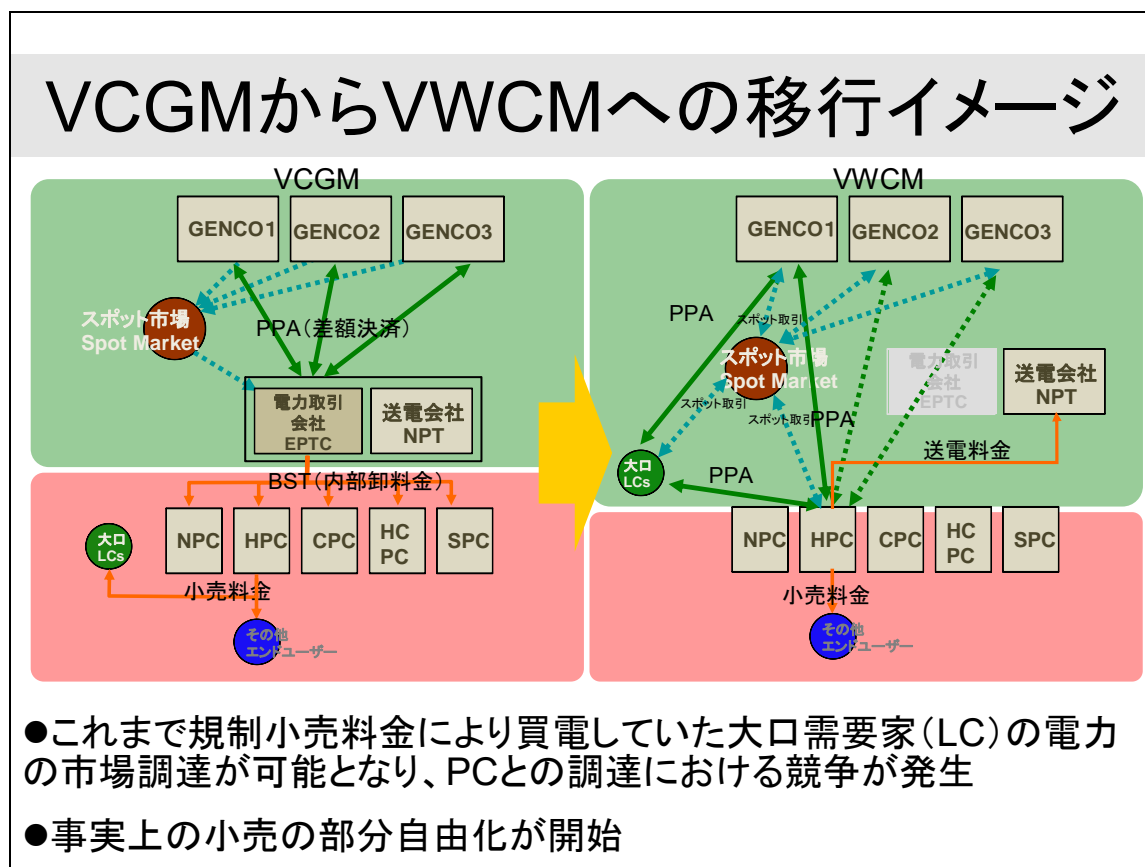 VCGMからVWCMへの移行イメージ
VCGM
GENCO1
GENCO2
GENCO3
スポット市場
Spot Market
PPA(差額決済)
電力取引
会社
EPTC
送電会社
NPT
BST(内部卸料金)
大口
LCs
NPC
HPC
CPC
HC
PC
SPC
小売料金
その他
エンドユーザー
VWCM
GENCO1
GENCO2
GENCO3
PPA
スポット取引
スポット市場
Spot Market
電力取引
会社
EPTC
送電会社
NPT
スポット取引
スポット取引
PPA
送電料金
大口
LCs
PPA
NPC
HPC
CPC
HC
PC
SPC
小売料金
その他
エンドユーザー
●これまで規制小売料金により買電していた大口需要家(LC)の電力
の市場調達が可能となり、PCとの調達における競争が発生
●事実上の小売の部分自由化が開始